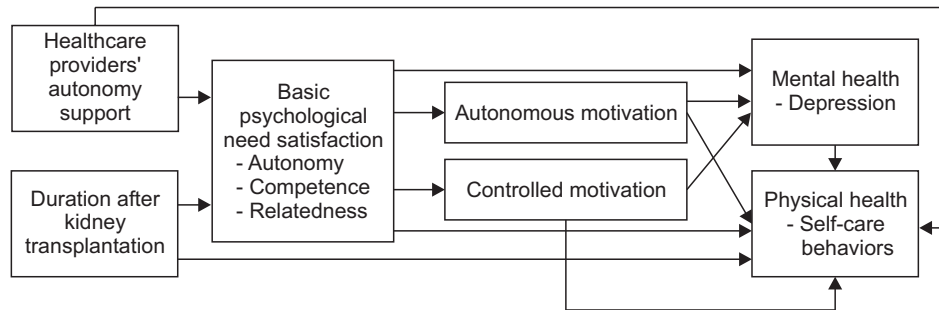 Healthcare
providers'
autonomy
support
Duration after
kidney
transplantation
Basic
psychological
need satisfaction
- Autonomy
- Competence
- Relatedness
Autonomous motivation
Controlled motivation
Mental health
- Depression
Physical health
- Self-care
behaviors